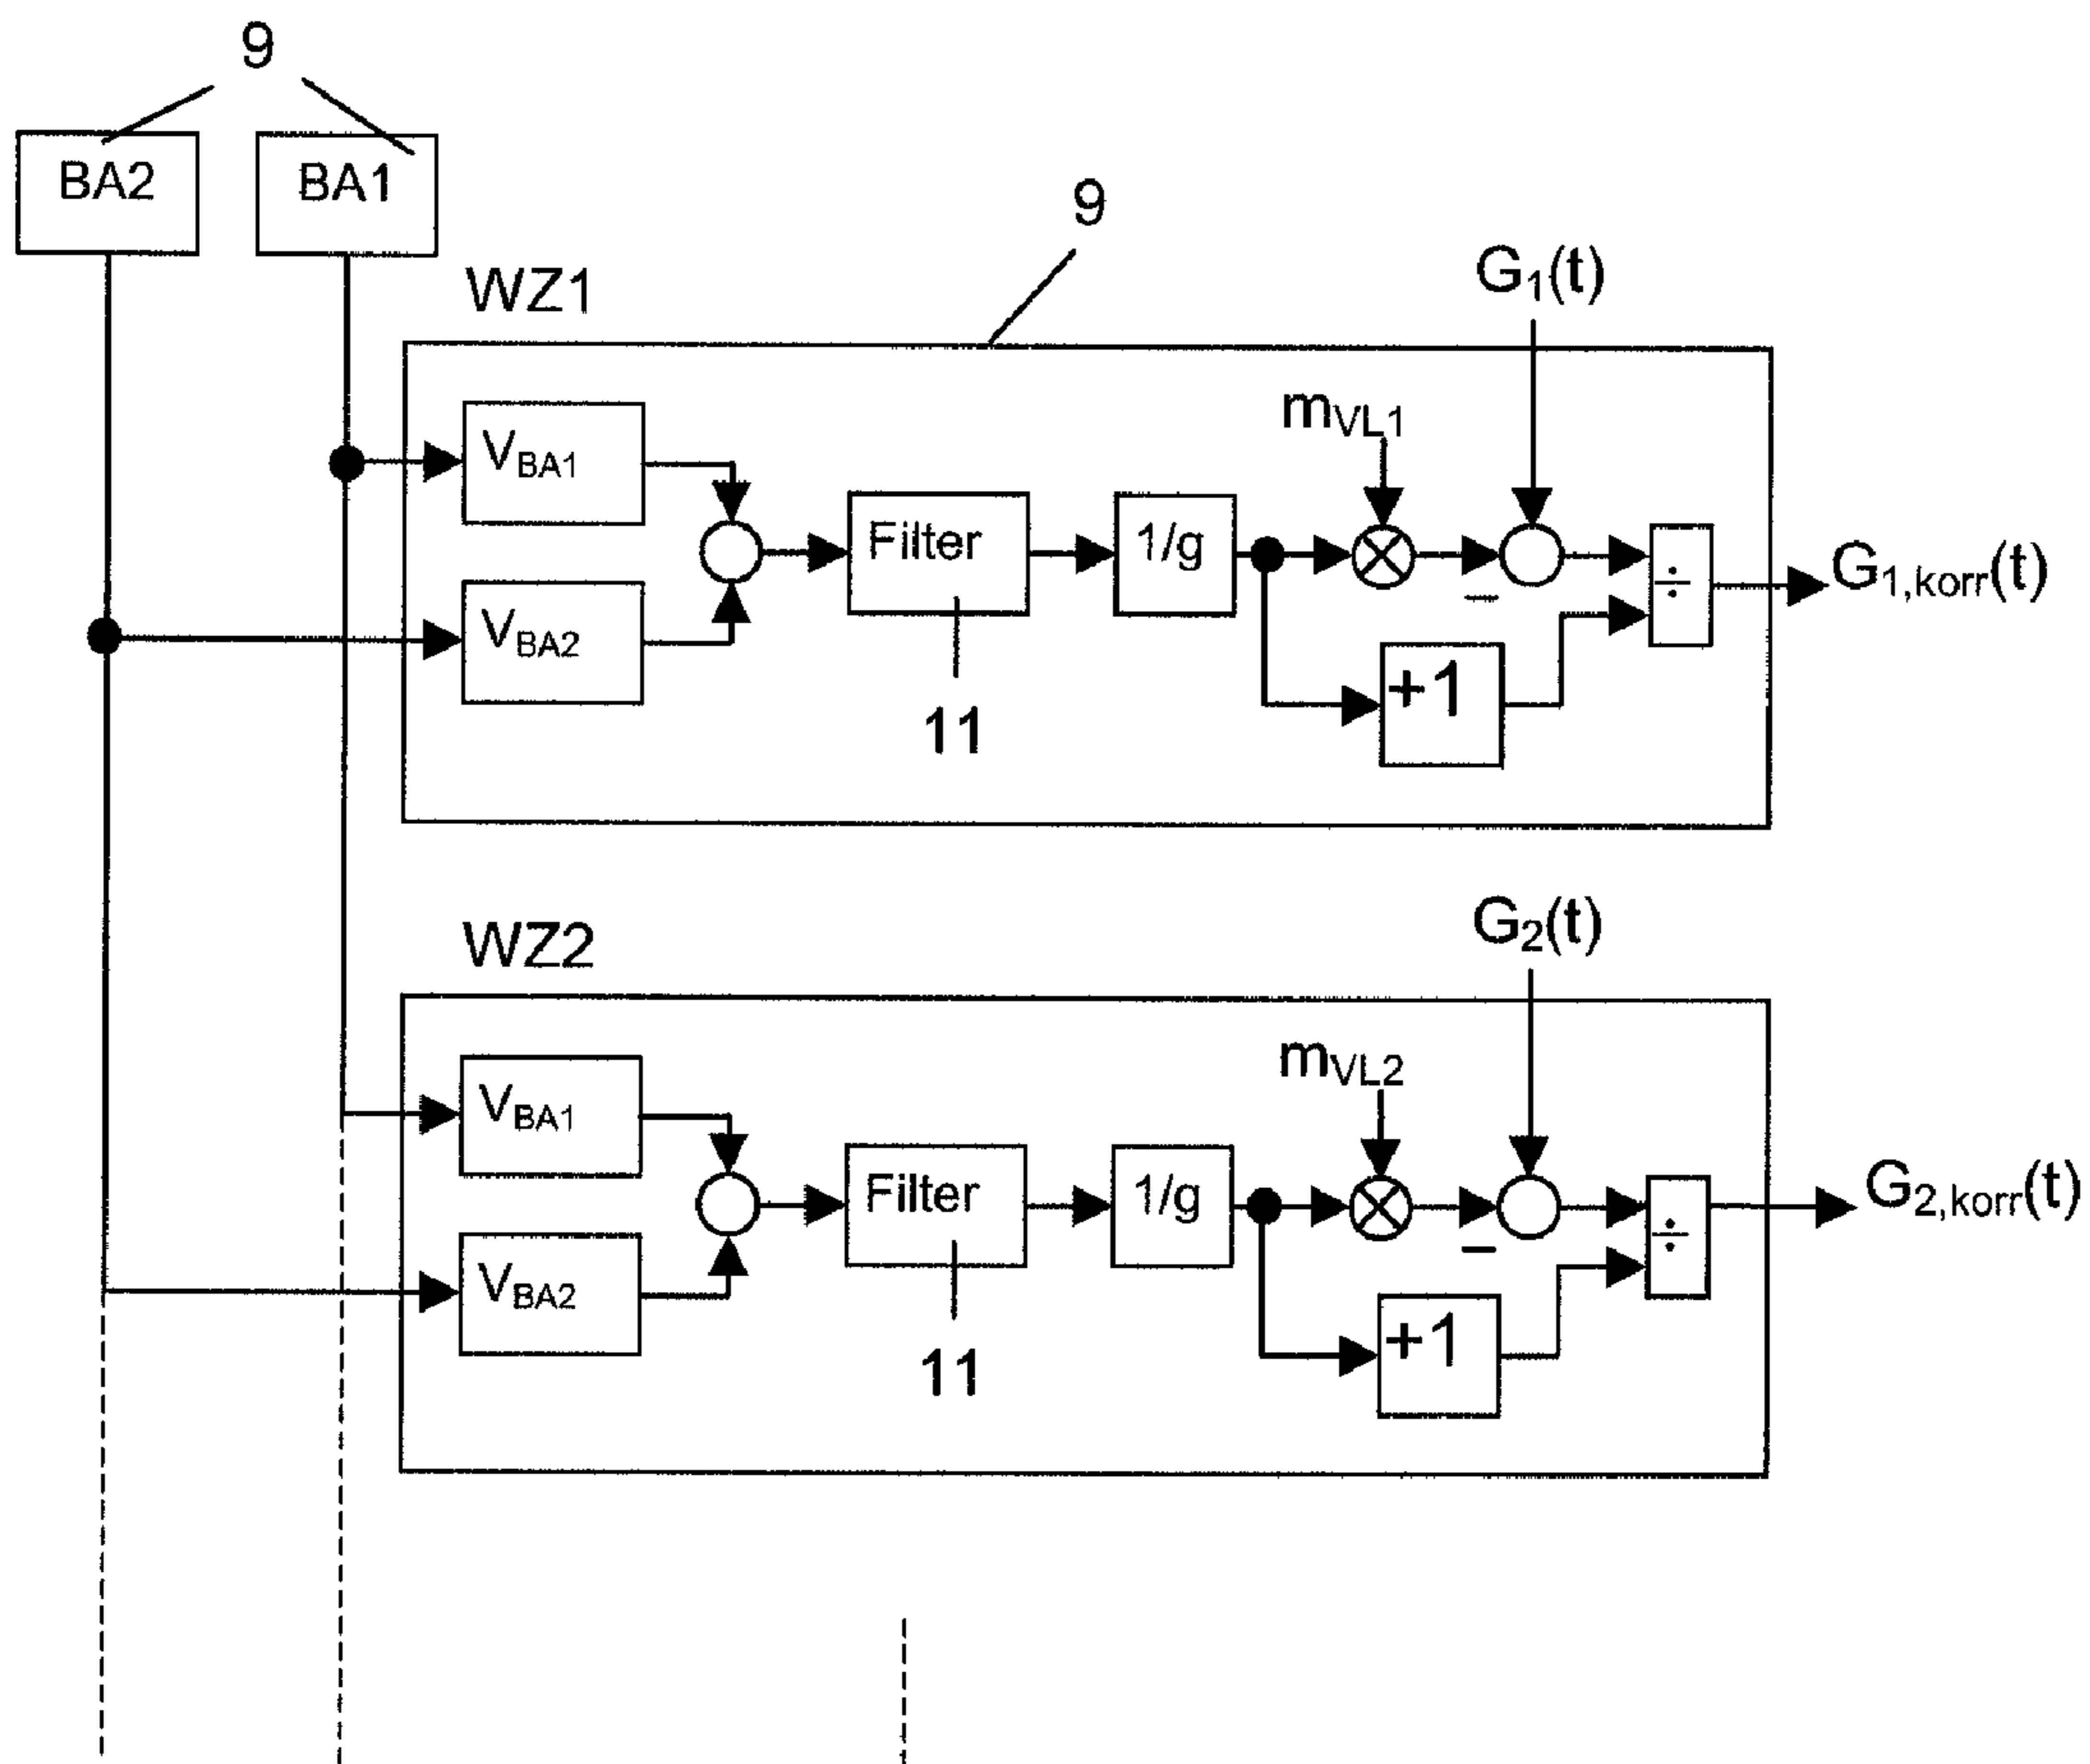 9
BA2
BA1
9
WZ1
G1(t)
VBA1
mVL1
Filter
1/g
÷
G1,korr(t)
VBA2
−
+1
11
WZ2
G2(t)
VBA1
mVL2
Filter
1/g
÷
G2,korr(t)
VBA2
−
+1
11